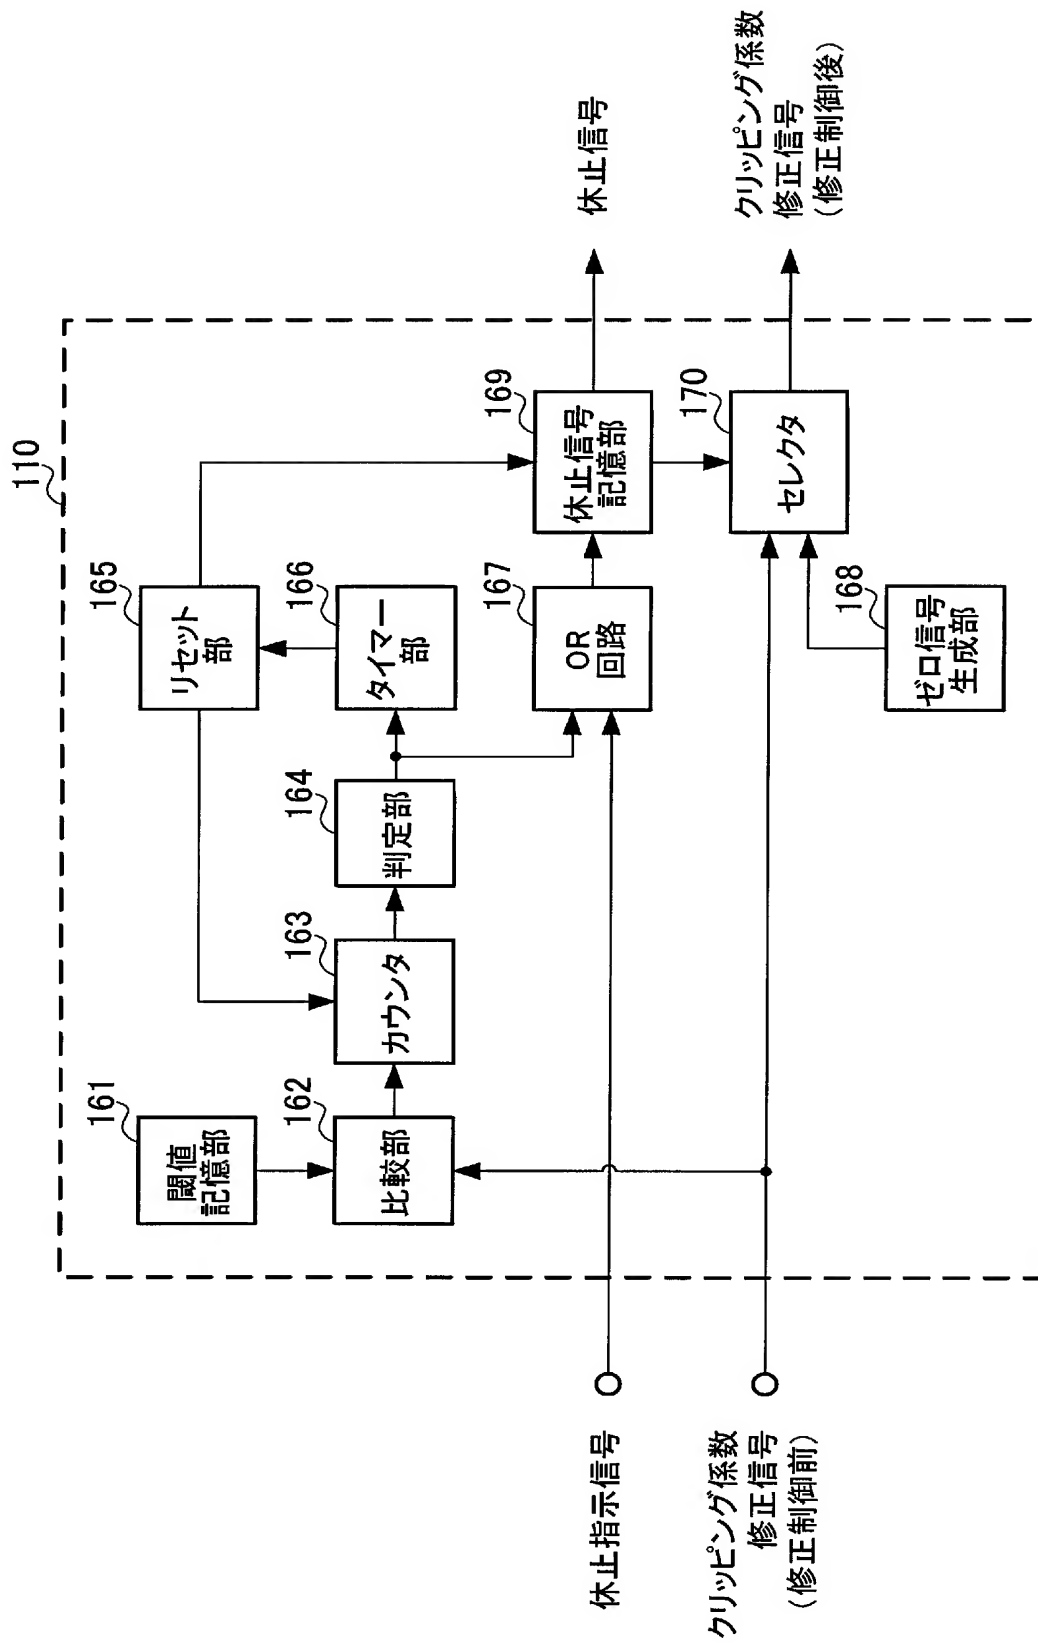 110
161
閾値
記憶部
162
比較部
163
カウンタ
164
判定部
165
リセット
部
166
タイマー
部
167
OR
回路
168
ゼロ信号
生成部
169
休止信号
記憶部
170
セレクタ
休止指示信号
クリッピング係数
修正信号
(修正制御前)
休止信号
クリッピング係数
修正信号
(修正制御後)